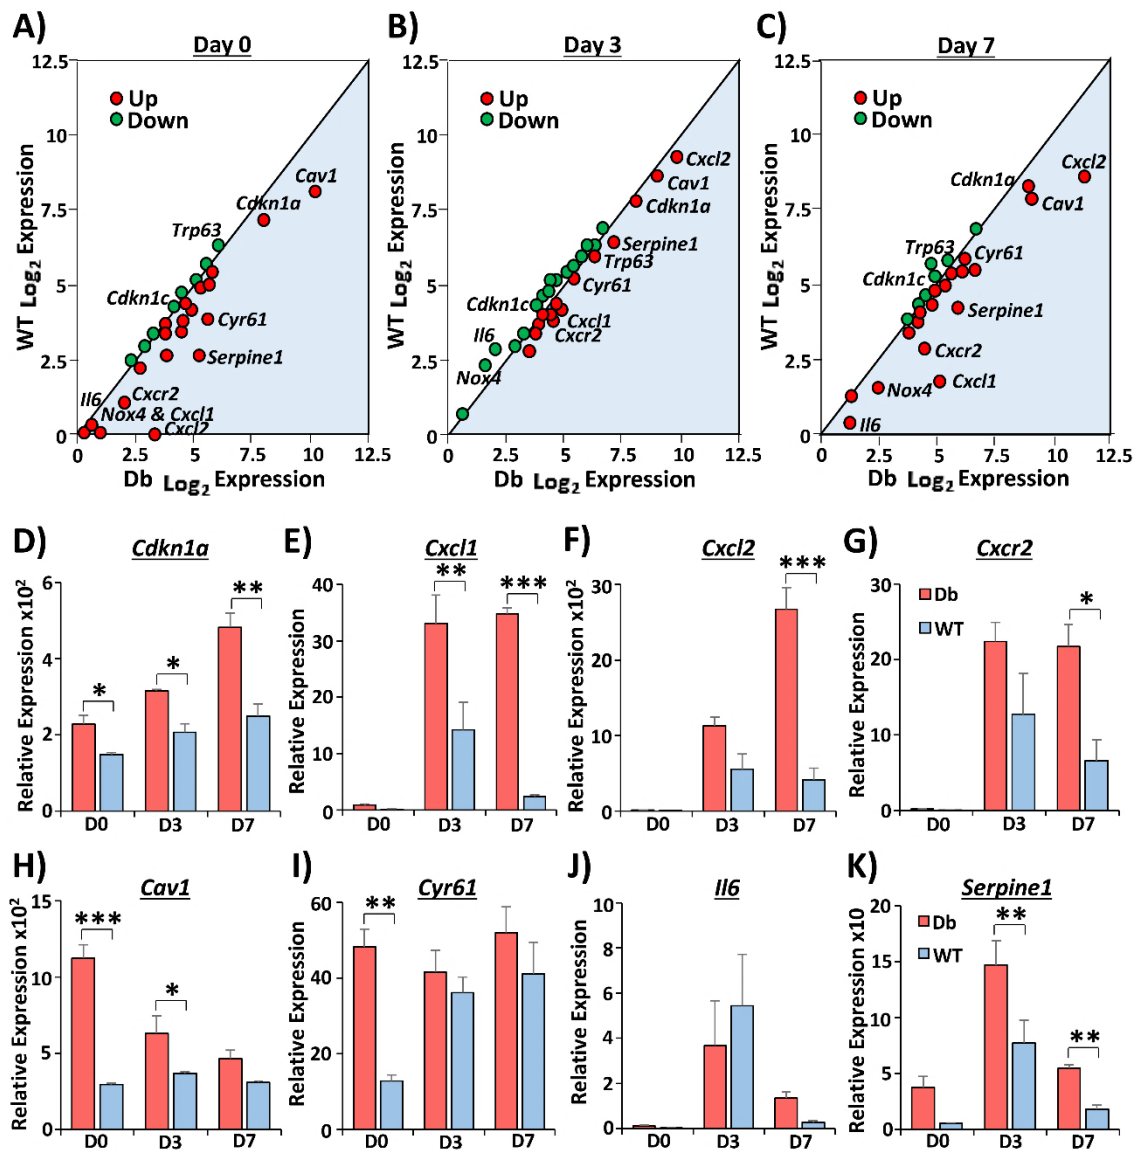 A)
Day 0
WT Log2 Expression
12.5
10
7.5
5
2.5
0
Up
Down
Cav1
Cdkn1a
Trp63
Cdkn1c
Cyr61
Serpine1
Il6
Cxcr2
Nox4 & Cxcl1
Cxcl2
0 2.5 5 7.5 10 12.5
Db Log2 Expression
B)
Day 3
12.5
10
7.5
5
2.5
0
Up
Down
Cxcl2
Cav1
Cdkn1a
Serpine1
Trp63
Cyr61
Cdkn1c
Cxcl1
Cxcr2
Il6
Nox4
0 2.5 5 7.5 10 12.5
Db Log2 Expression
C)
Day 7
WT Log2 Expression
12.5
10
7.5
5
2.5
0
Up
Down
Cxcl2
Cdkn1a
Cav1
Trp63
Cyr61
Cdkn1c
Serpine1
Cxcr2
Nox4
Cxcl1
Il6
0 2.5 5 7.5 10 12.5
Db Log2 Expression
D)
Cdkn1a
Relative Expression x102
6
4
2
0
*
*
**
D0 D3 D7
E)
Cxcl1
Relative Expression
40
30
20
10
0
**
***
D0 D3 D7
F)
Cxcl2
Relative Expression x102
30
20
10
0
***
D0 D3 D7
G)
Cxcr2
Relative Expression
30
20
10
0
Db
WT
*
D0 D3 D7
H)
Cav1
Relative Expression x102
15
10
5
0
***
*
D0 D3 D7
I)
Cyr61
Relative Expression
60
40
20
0
**
D0 D3 D7
J)
Il6
Relative Expression
10
8
6
4
2
0
D0 D3 D7
K)
Serpine1
Relative Expression x10
20
15
10
5
0
Db
WT
**
**
D0 D3 D7